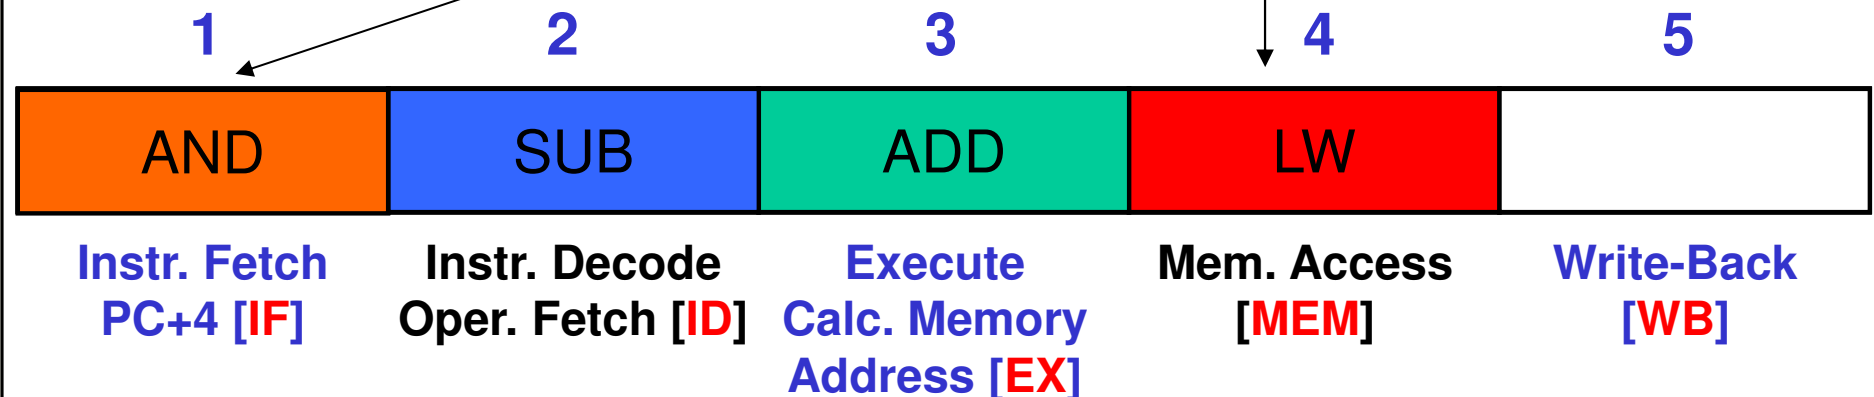 1 2 3 4 5
AND SUB ADD LW
Instr. Fetch Instr. Decode Execute Mem. Access Write-Back
PC+4 [IF] Oper. Fetch [ID] Calc. Memory [MEM] [WB]
Address [EX]